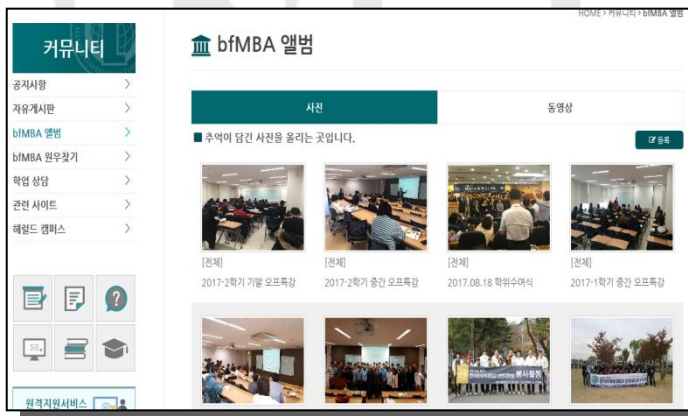 HOME > 커뮤니티 > bfMBA 앨범
커뮤니티
공지사항
자유게시판
bfMBA 앨범
bfMBA 원우찾기
학업 상담
관련 사이트
헤럴드 캠퍼스
원격지원서비스
bfMBA 앨범
사진
동영상
추억이 담긴 사진을 올리는 곳입니다.
등록
[전체]
2017-2학기 기말 오프특강
[전체]
2017-2학기 중간 오프특강
[전체]
2017.08.18 학위수여식
[전체]
2017-1학기 중간 오프특강
봉사활동